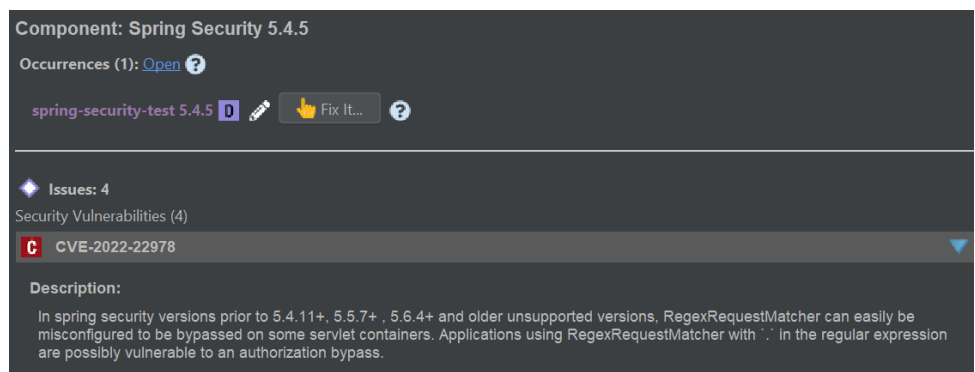 Component: Spring Security 5.4.5
Occurrences (1): Open ?
spring-security-test 5.4.5 D Fix It... ?
Issues: 4
Security Vulnerabilities (4)
C CVE-2022-22978
Description:
In spring security versions prior to 5.4.11+, 5.5.7+ , 5.6.4+ and older unsupported versions, RegexRequestMatcher can easily be
misconfigured to be bypassed on some servlet containers. Applications using RegexRequestMatcher with `.` in the regular expression
are possibly vulnerable to an authorization bypass.